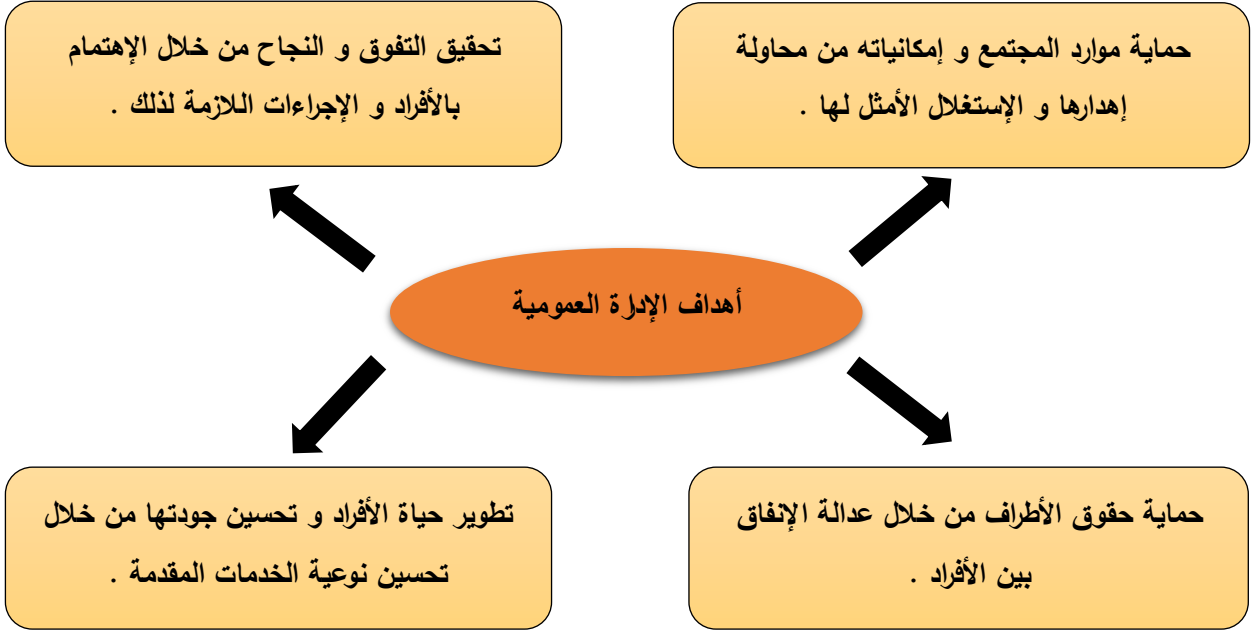 حماية موارد المجتمع و إمكانياته من محاولة
إهدارها و الإستغلال الأمثل لها .
تحقيق التفوق و النجاح من خلال الإهتمام
بالأفراد و الإجراءات اللازمة لذلك .
أهداف الإدارة العمومية
حماية حقوق الأطراف من خلال عدالة الإنفاق
بين الأفراد .
تطوير حياة الأفراد و تحسين جودتها من خلال
تحسين نوعية الخدمات المقدمة .